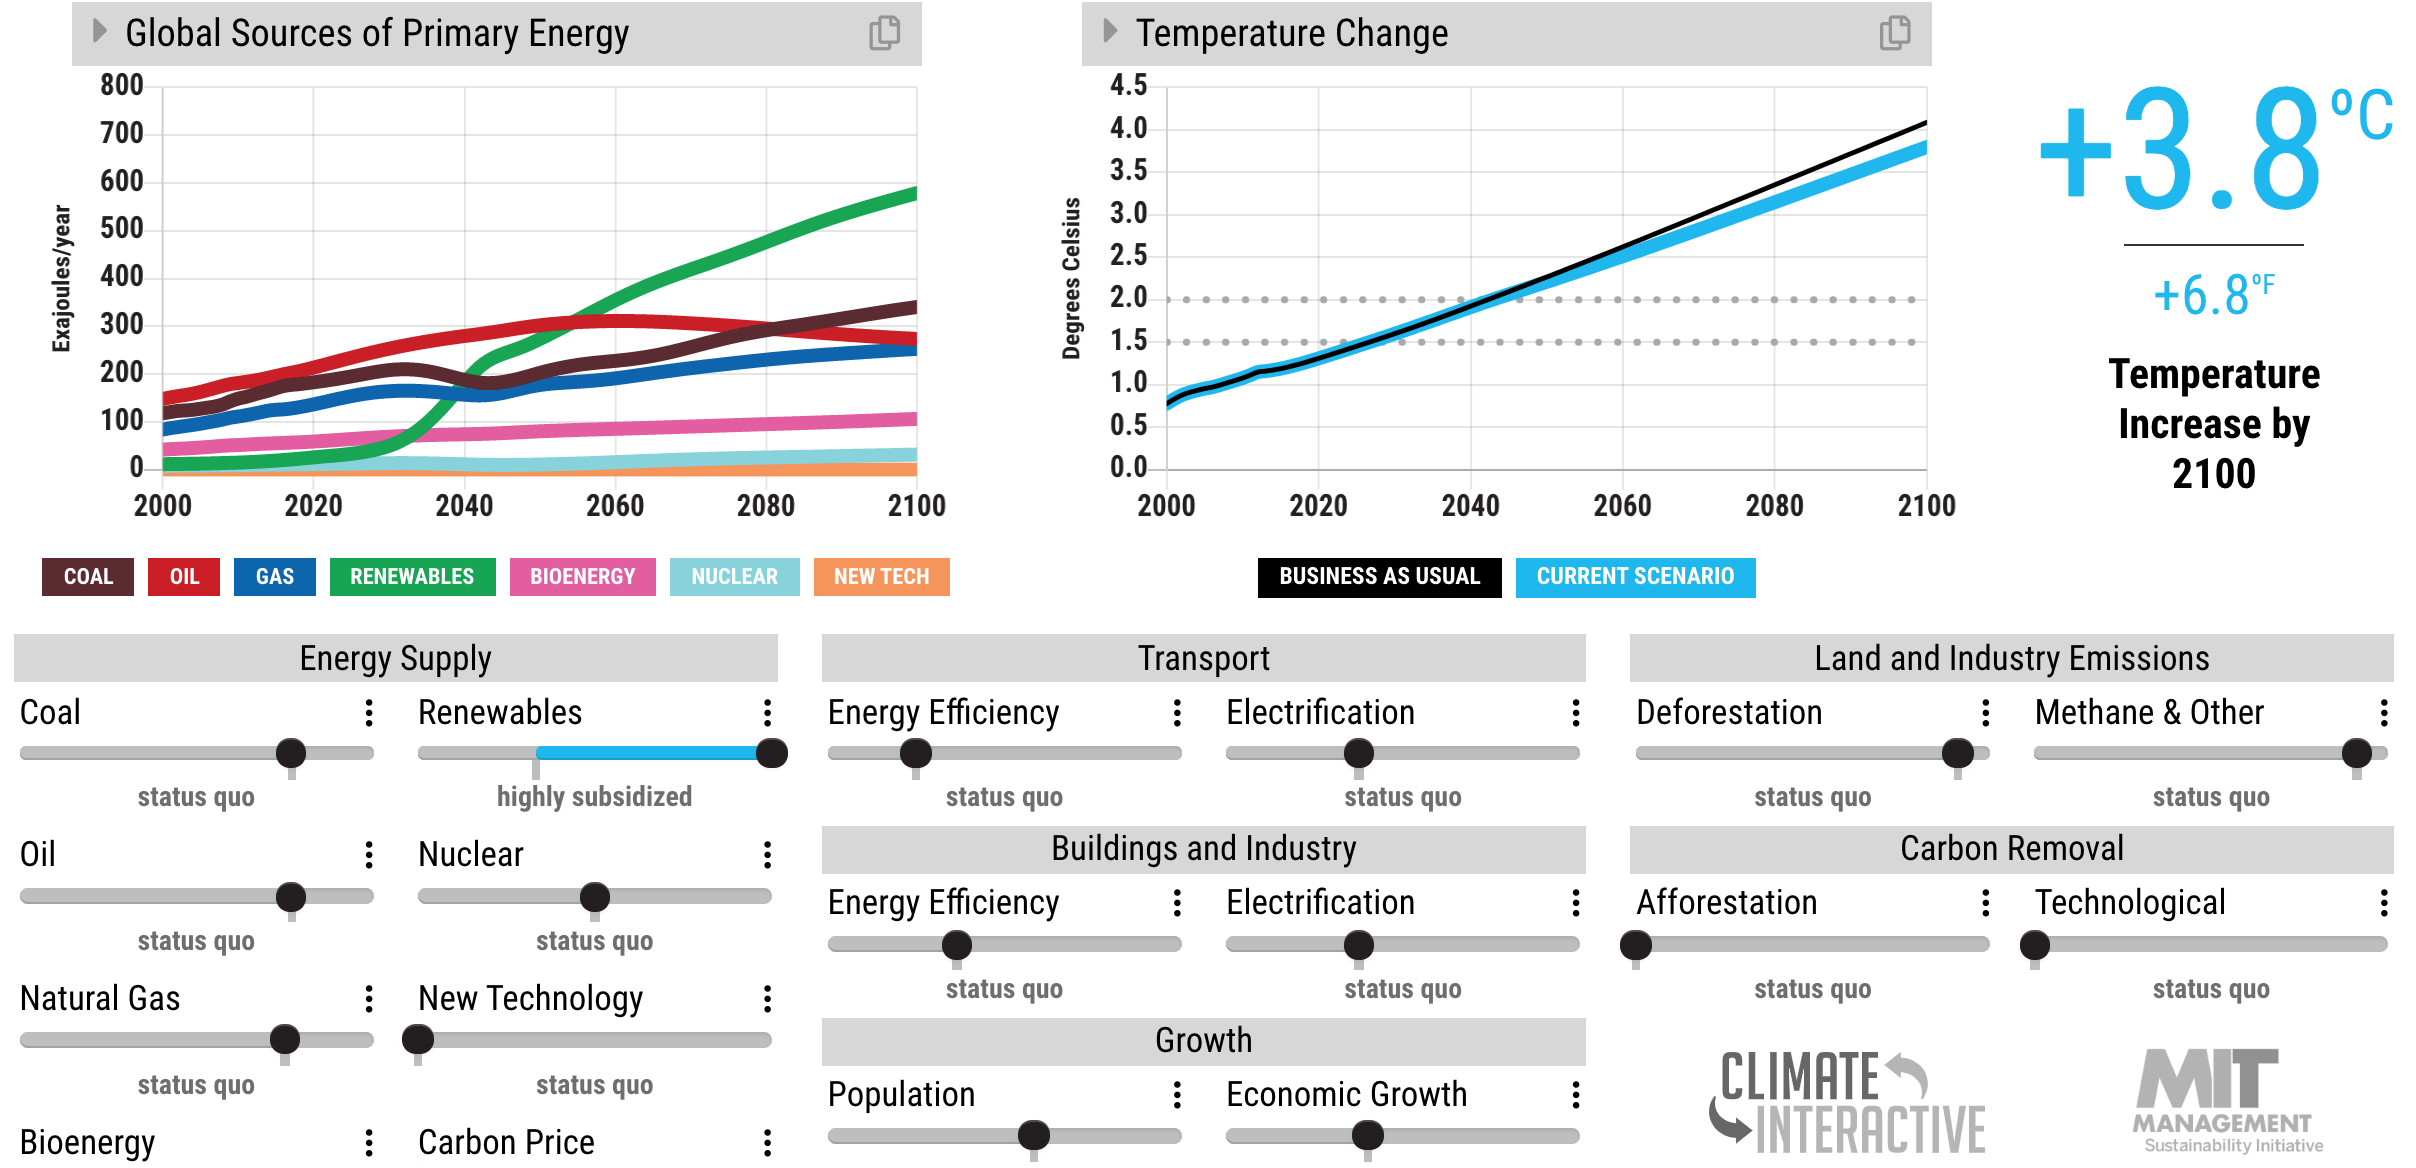 Global Sources of Primary Energy
Exajoules/year
800
700
600
500
400
300
200
100
0
2000 2020 2040 2060 2080 2100
COAL OIL GAS RENEWABLES BIOENERGY NUCLEAR NEW TECH
Temperature Change
Degrees Celsius
4.5
4.0
3.5
3.0
2.5
2.0
1.5
1.0
0.5
0.0
2000 2020 2040 2060 2080 2100
BUSINESS AS USUAL CURRENT SCENARIO
+3.8 ºC
+6.8ºF
Temperature
Increase by
2100
Energy Supply
Coal
status quo
Renewables
highly subsidized
Oil
status quo
Nuclear
status quo
Natural Gas
status quo
New Technology
status quo
Bioenergy
Carbon Price
Transport
Energy Efficiency
status quo
Electrification
status quo
Buildings and Industry
Energy Efficiency
status quo
Electrification
status quo
Growth
Population
Economic Growth
Land and Industry Emissions
Deforestation
status quo
Methane & Other
status quo
Carbon Removal
Afforestation
status quo
Technological
status quo
CLIMATE
INTERACTIVE
MIT
MANAGEMENT
Sustainability Initiative